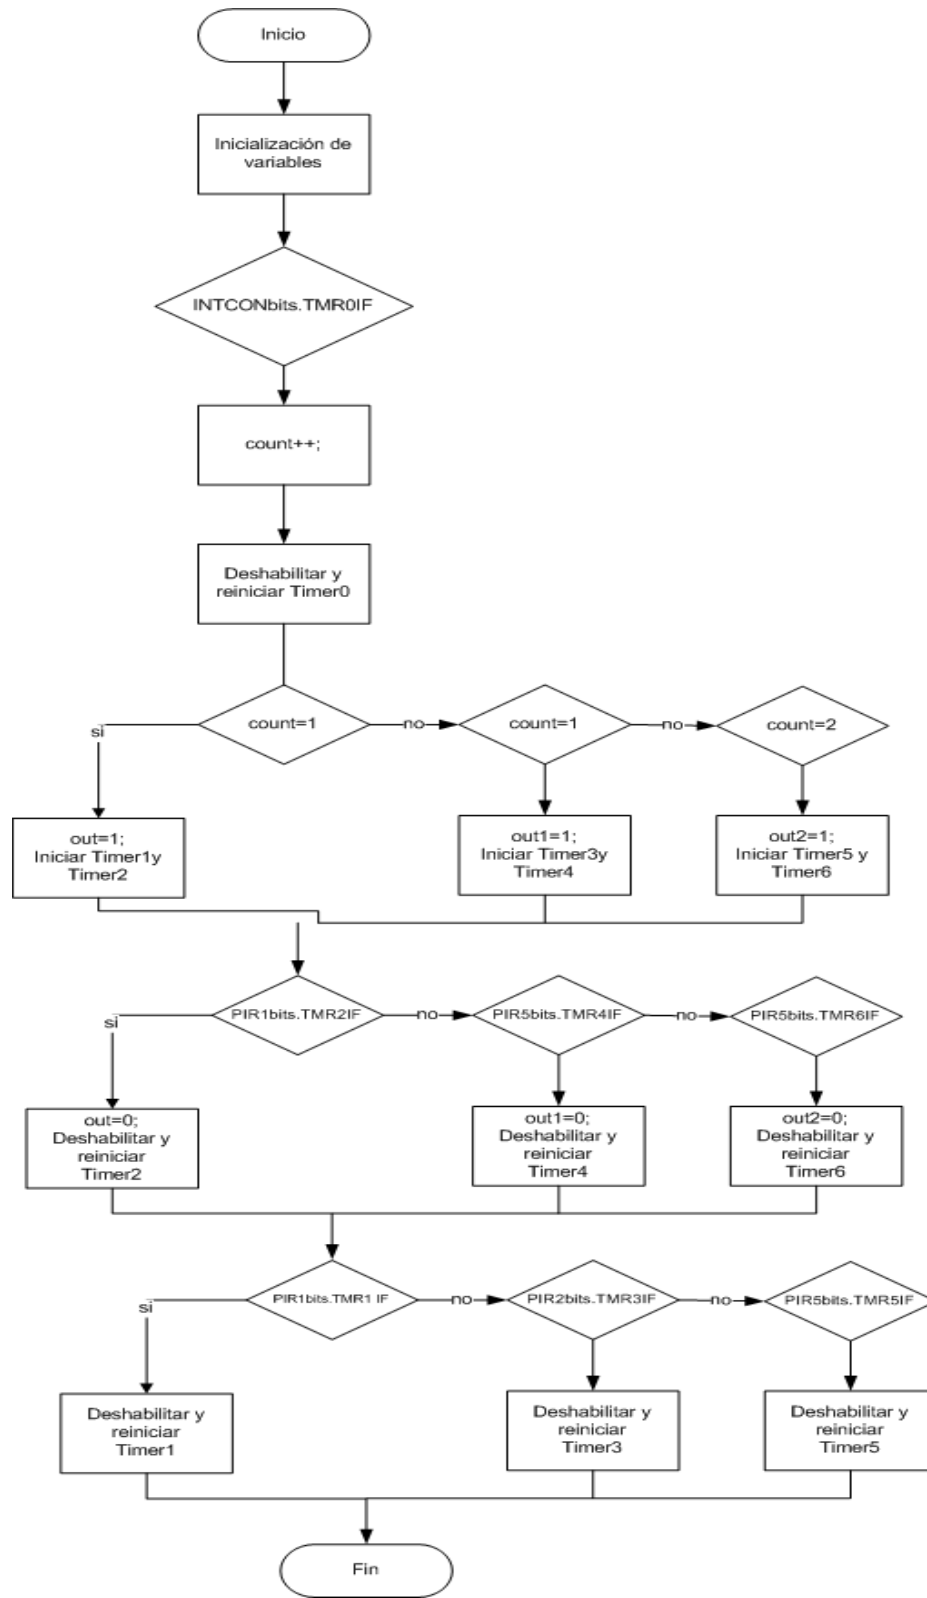 Inicio
Inicialización de
variables
INTCONbits.TMR0IF
count++;
Deshabilitar y
reiniciar Timer0
count=1
no
count=1
no
count=2
si
out=1;
Iniciar Timer1y
Timer2
out1=1;
Iniciar Timer3y
Timer4
out2=1;
Iniciar Timer5 y
Timer6
PIR1bits.TMR2IF
no
PIR5bits.TMR4IF
no
PIR5bits.TMR6IF
si
out=0;
Deshabilitar y
reiniciar
Timer2
out1=0;
Deshabilitar y
reiniciar
Timer4
out2=0;
Deshabilitar y
reiniciar
Timer6
PIR1bits.TMR1 IF
no
PIR2bits.TMR3IF
no
PIR5bits.TMR5IF
si
Deshabilitar y
reiniciar
Timer1
Deshabilitar y
reiniciar
Timer3
Deshabilitar y
reiniciar
Timer5
Fin